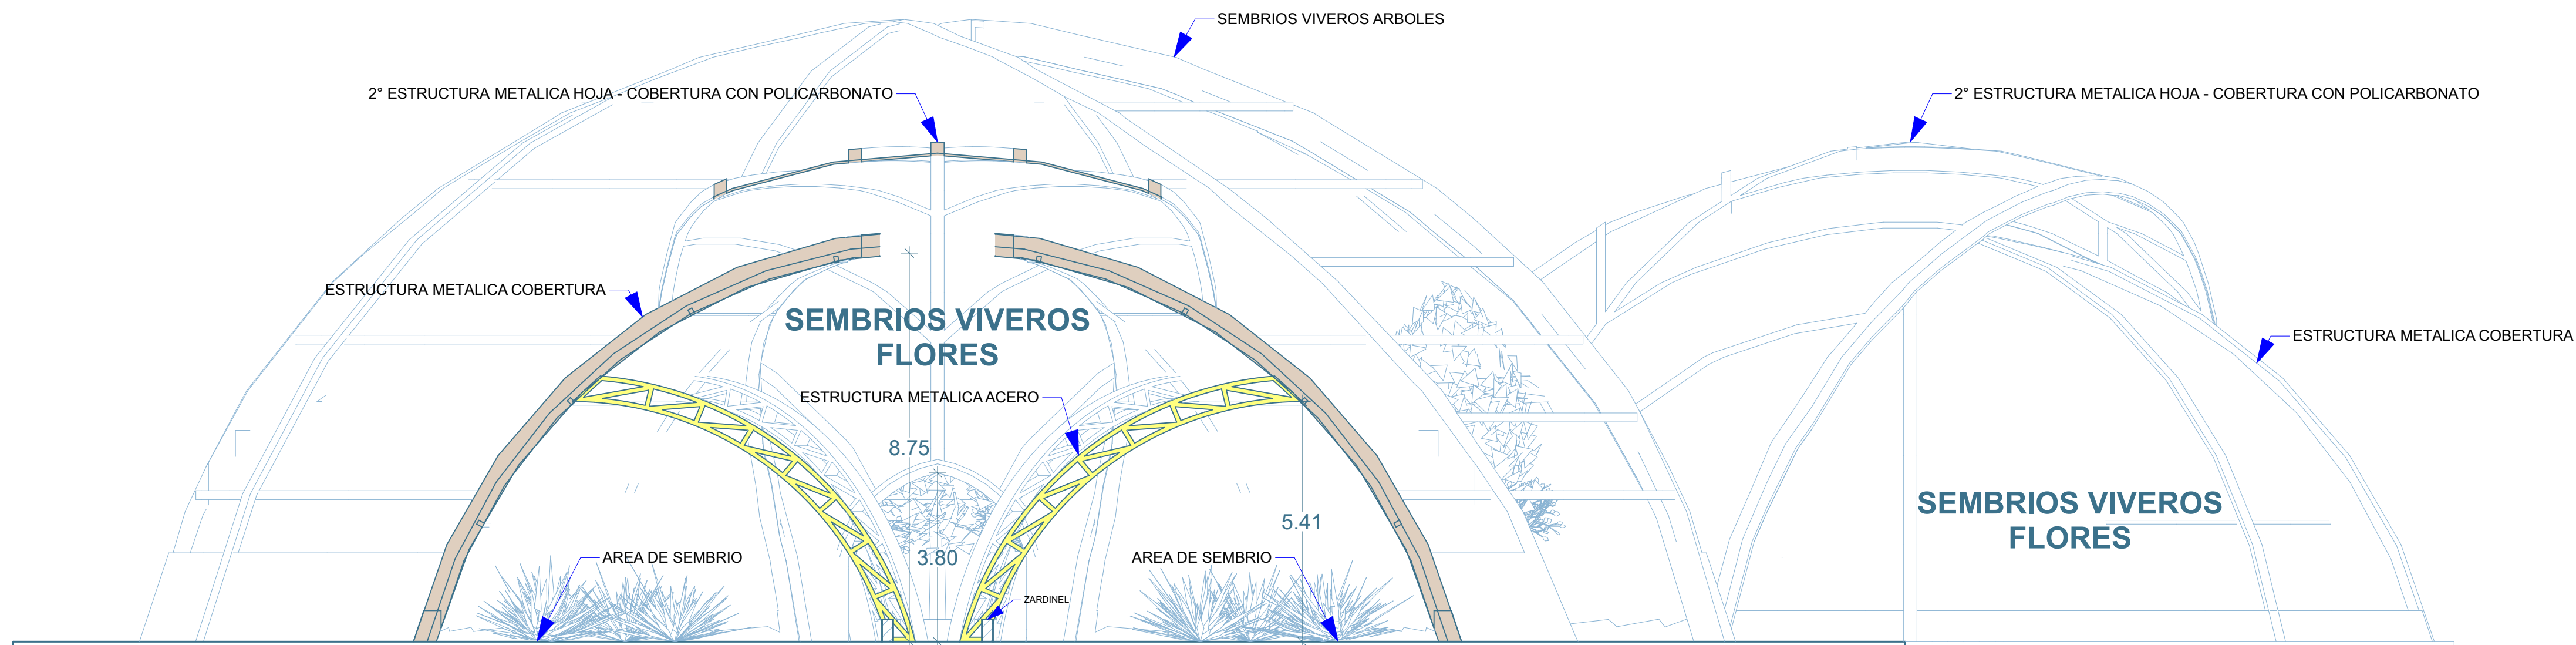 SEMBRIOS VIVEROS ARBOLES
2° ESTRUCTURA METALICA HOJA - COBERTURA CON POLICARBONATO
2° ESTRUCTURA METALICA HOJA - COBERTURA CON POLICARBONATO
ESTRUCTURA METALICA COBERTURA
SEMBRIOS VIVEROS
FLORES
ESTRUCTURA METALICA COBERTURA
ESTRUCTURA METALICA ACERO
8.75
5.41
SEMBRIOS VIVEROS
FLORES
3.80
AREA DE SEMBRIO
AREA DE SEMBRIO
ZARDINEL